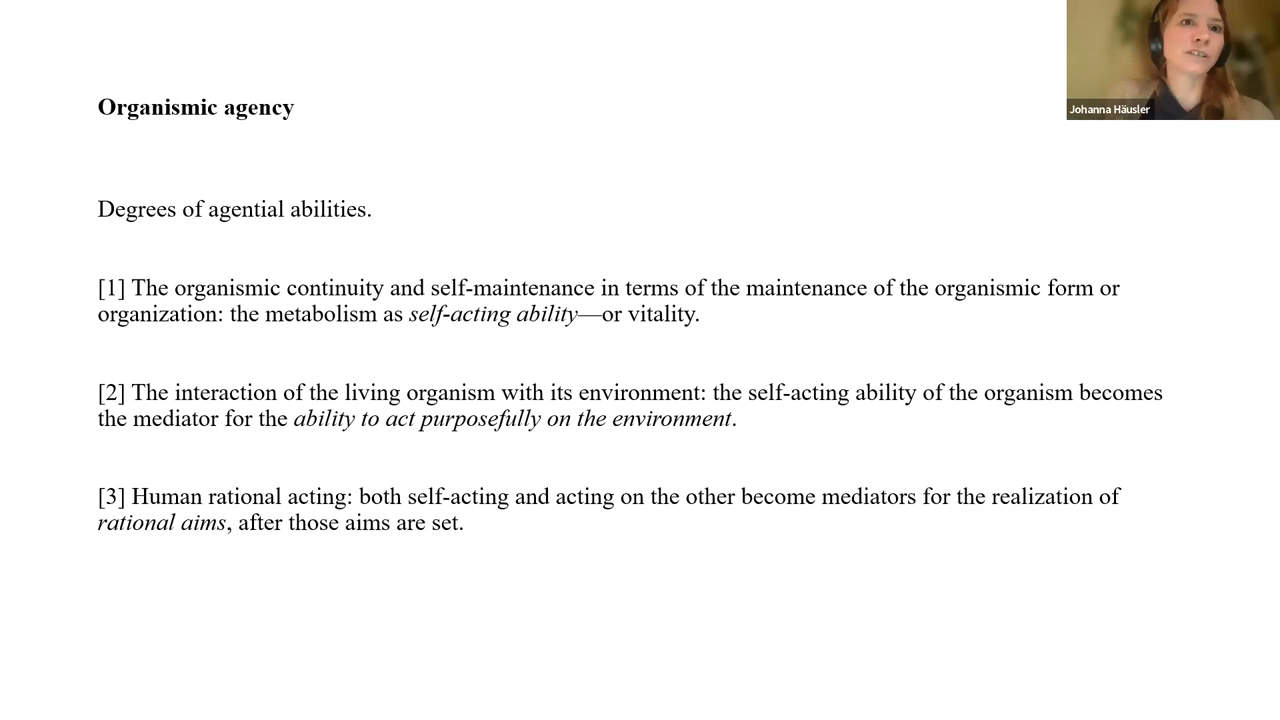 Organismic agency
Johanna Häusler
Degrees of agential abilities.
[1] The organismic continuity and self-maintenance in terms of the maintenance of the organismic form or
organization: the metabolism as self-acting ability—or vitality.
[2] The interaction of the living organism with its environment: the self-acting ability of the organism becomes
the mediator for the ability to act purposefully on the environment.
[3] Human rational acting: both self-acting and acting on the other become mediators for the realization of
rational aims, after those aims are set.